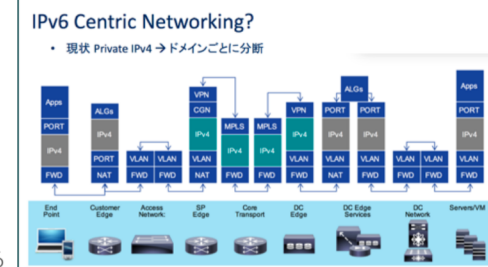 IPv6 Centric Networking?
• 現状 Private IPv4 → ドメインごとに分断
Apps
PORT
IPv4
FWD
ALGs
IPv4
PORT
NAT
VLAN
FWD
VLAN
FWD
VPN
CGN
IPv4
VLAN
NAT
MPLS
IPv4
FWD
MPLS
IPv4
FWD
VPN
IPv4
VLAN
FWD
ALGs
PORT
IPv4
VLAN
NAT
PORT
IPv4
VLAN
FWD
VLAN
FWD
VLAN
FWD
Apps
PORT
IPv4
VLAN
FWD
End
Point
Customer
Edge
Access
Network:
SP
Edge
Core
Transport
DC
Edge
DC Edge
Services
DC
Network
Servers/VM